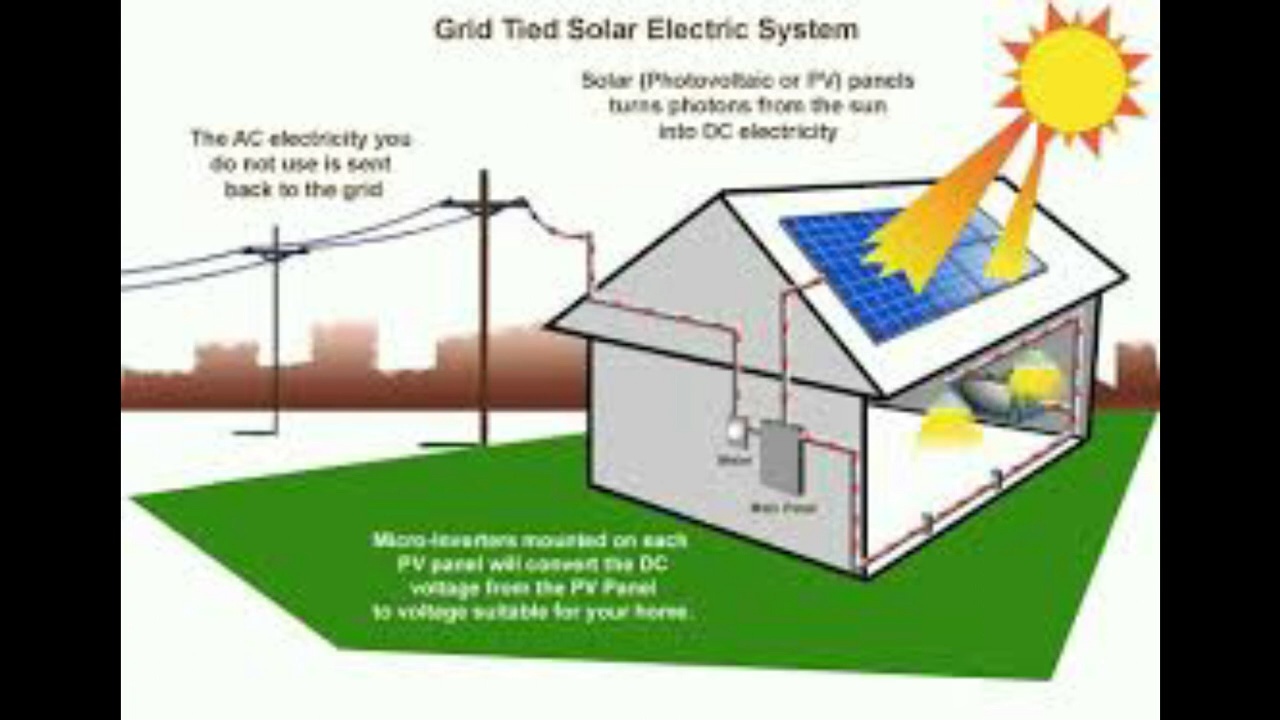 Grid Tied Solar Electric System
Solar (Photovoltaic or PV) panels
turns photons from the sun
into DC electricity
The AC electricity you
do not use is sent
back to the grid
Meter
Main Panel
Micro-Inverters mounted on each
PV panel will convert the DC
voltage from the PV Panel
to voltage suitable for your home.